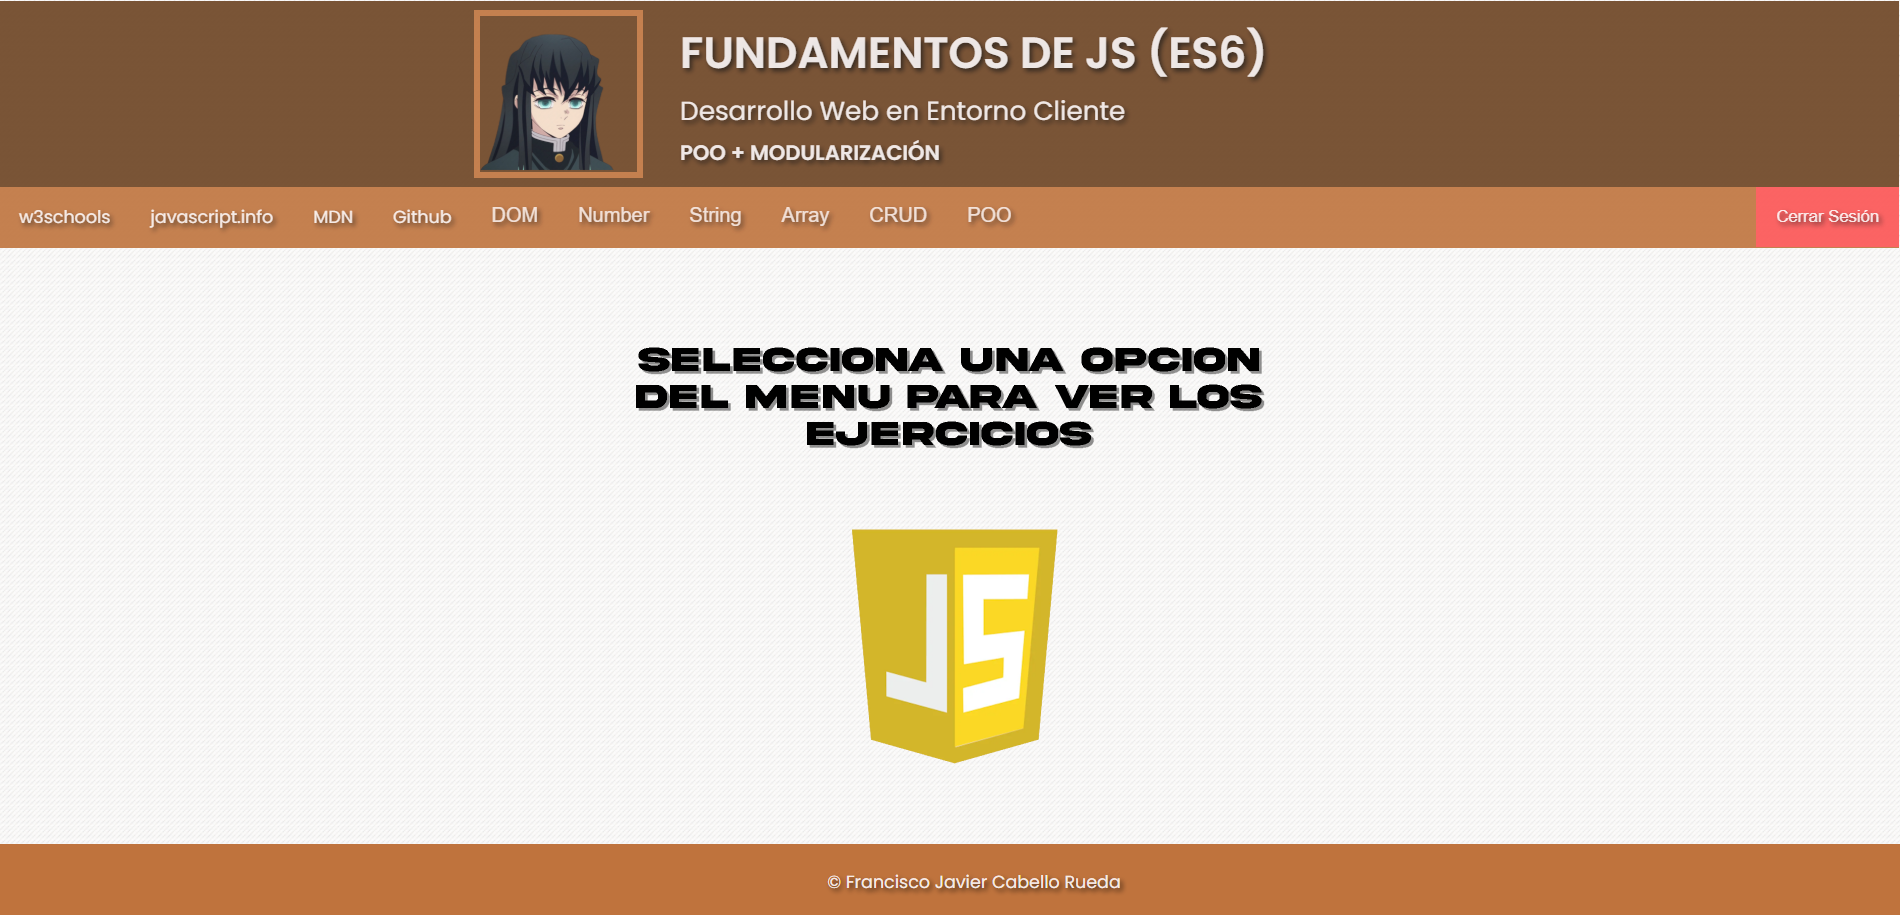 FUNDAMENTOS DE JS (ES6)
Desarrollo Web en Entorno Cliente
POO + MODULARIZACIÓN
w3schools javascript.info MDN Github DOM Number String Array CRUD POO Cerrar Sesión
SELECCIONA UNA OPCION
DEL MENU PARA VER LOS
EJERCICIOS
JS
© Francisco Javier Cabello Rueda